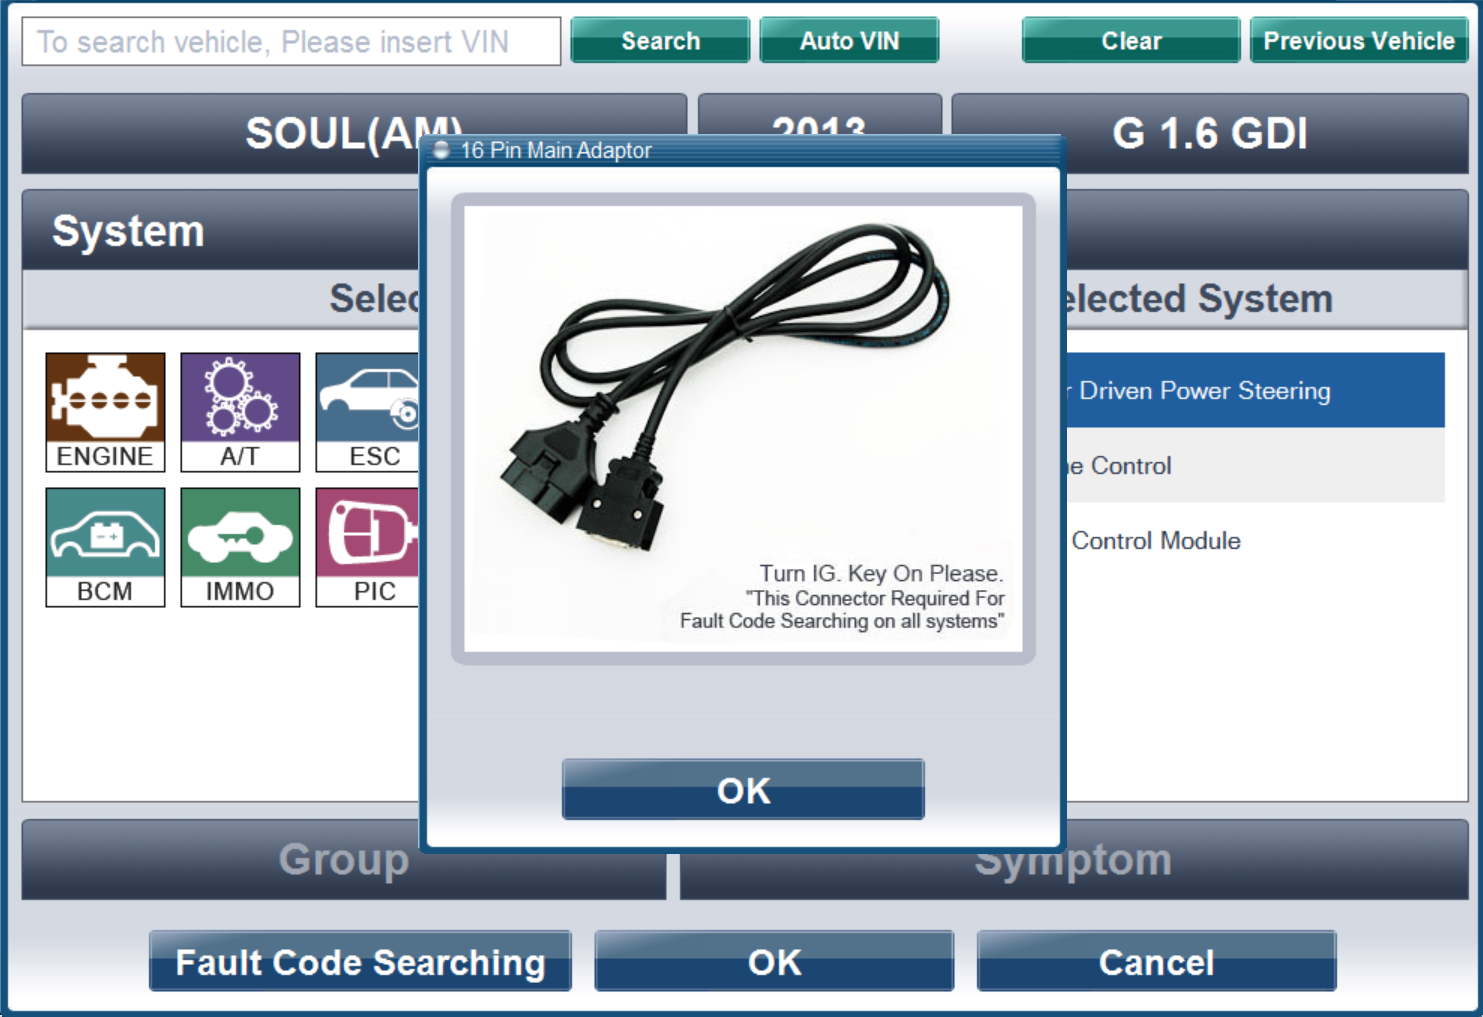 To search vehicle, Please insert VIN
Search
Auto VIN
Clear
Previous Vehicle
SOUL(AM)
2013
G 1.6 GDI
16 Pin Main Adaptor
System
Selec
elected System
ENGINE
A/T
ESC
r Driven Power Steering
e Control
Control Module
BCM
IMMO
PIC
Turn IG. Key On Please.
"This Connector Required For
Fault Code Searching on all systems"
OK
Group
Symptom
Fault Code Searching
OK
Cancel